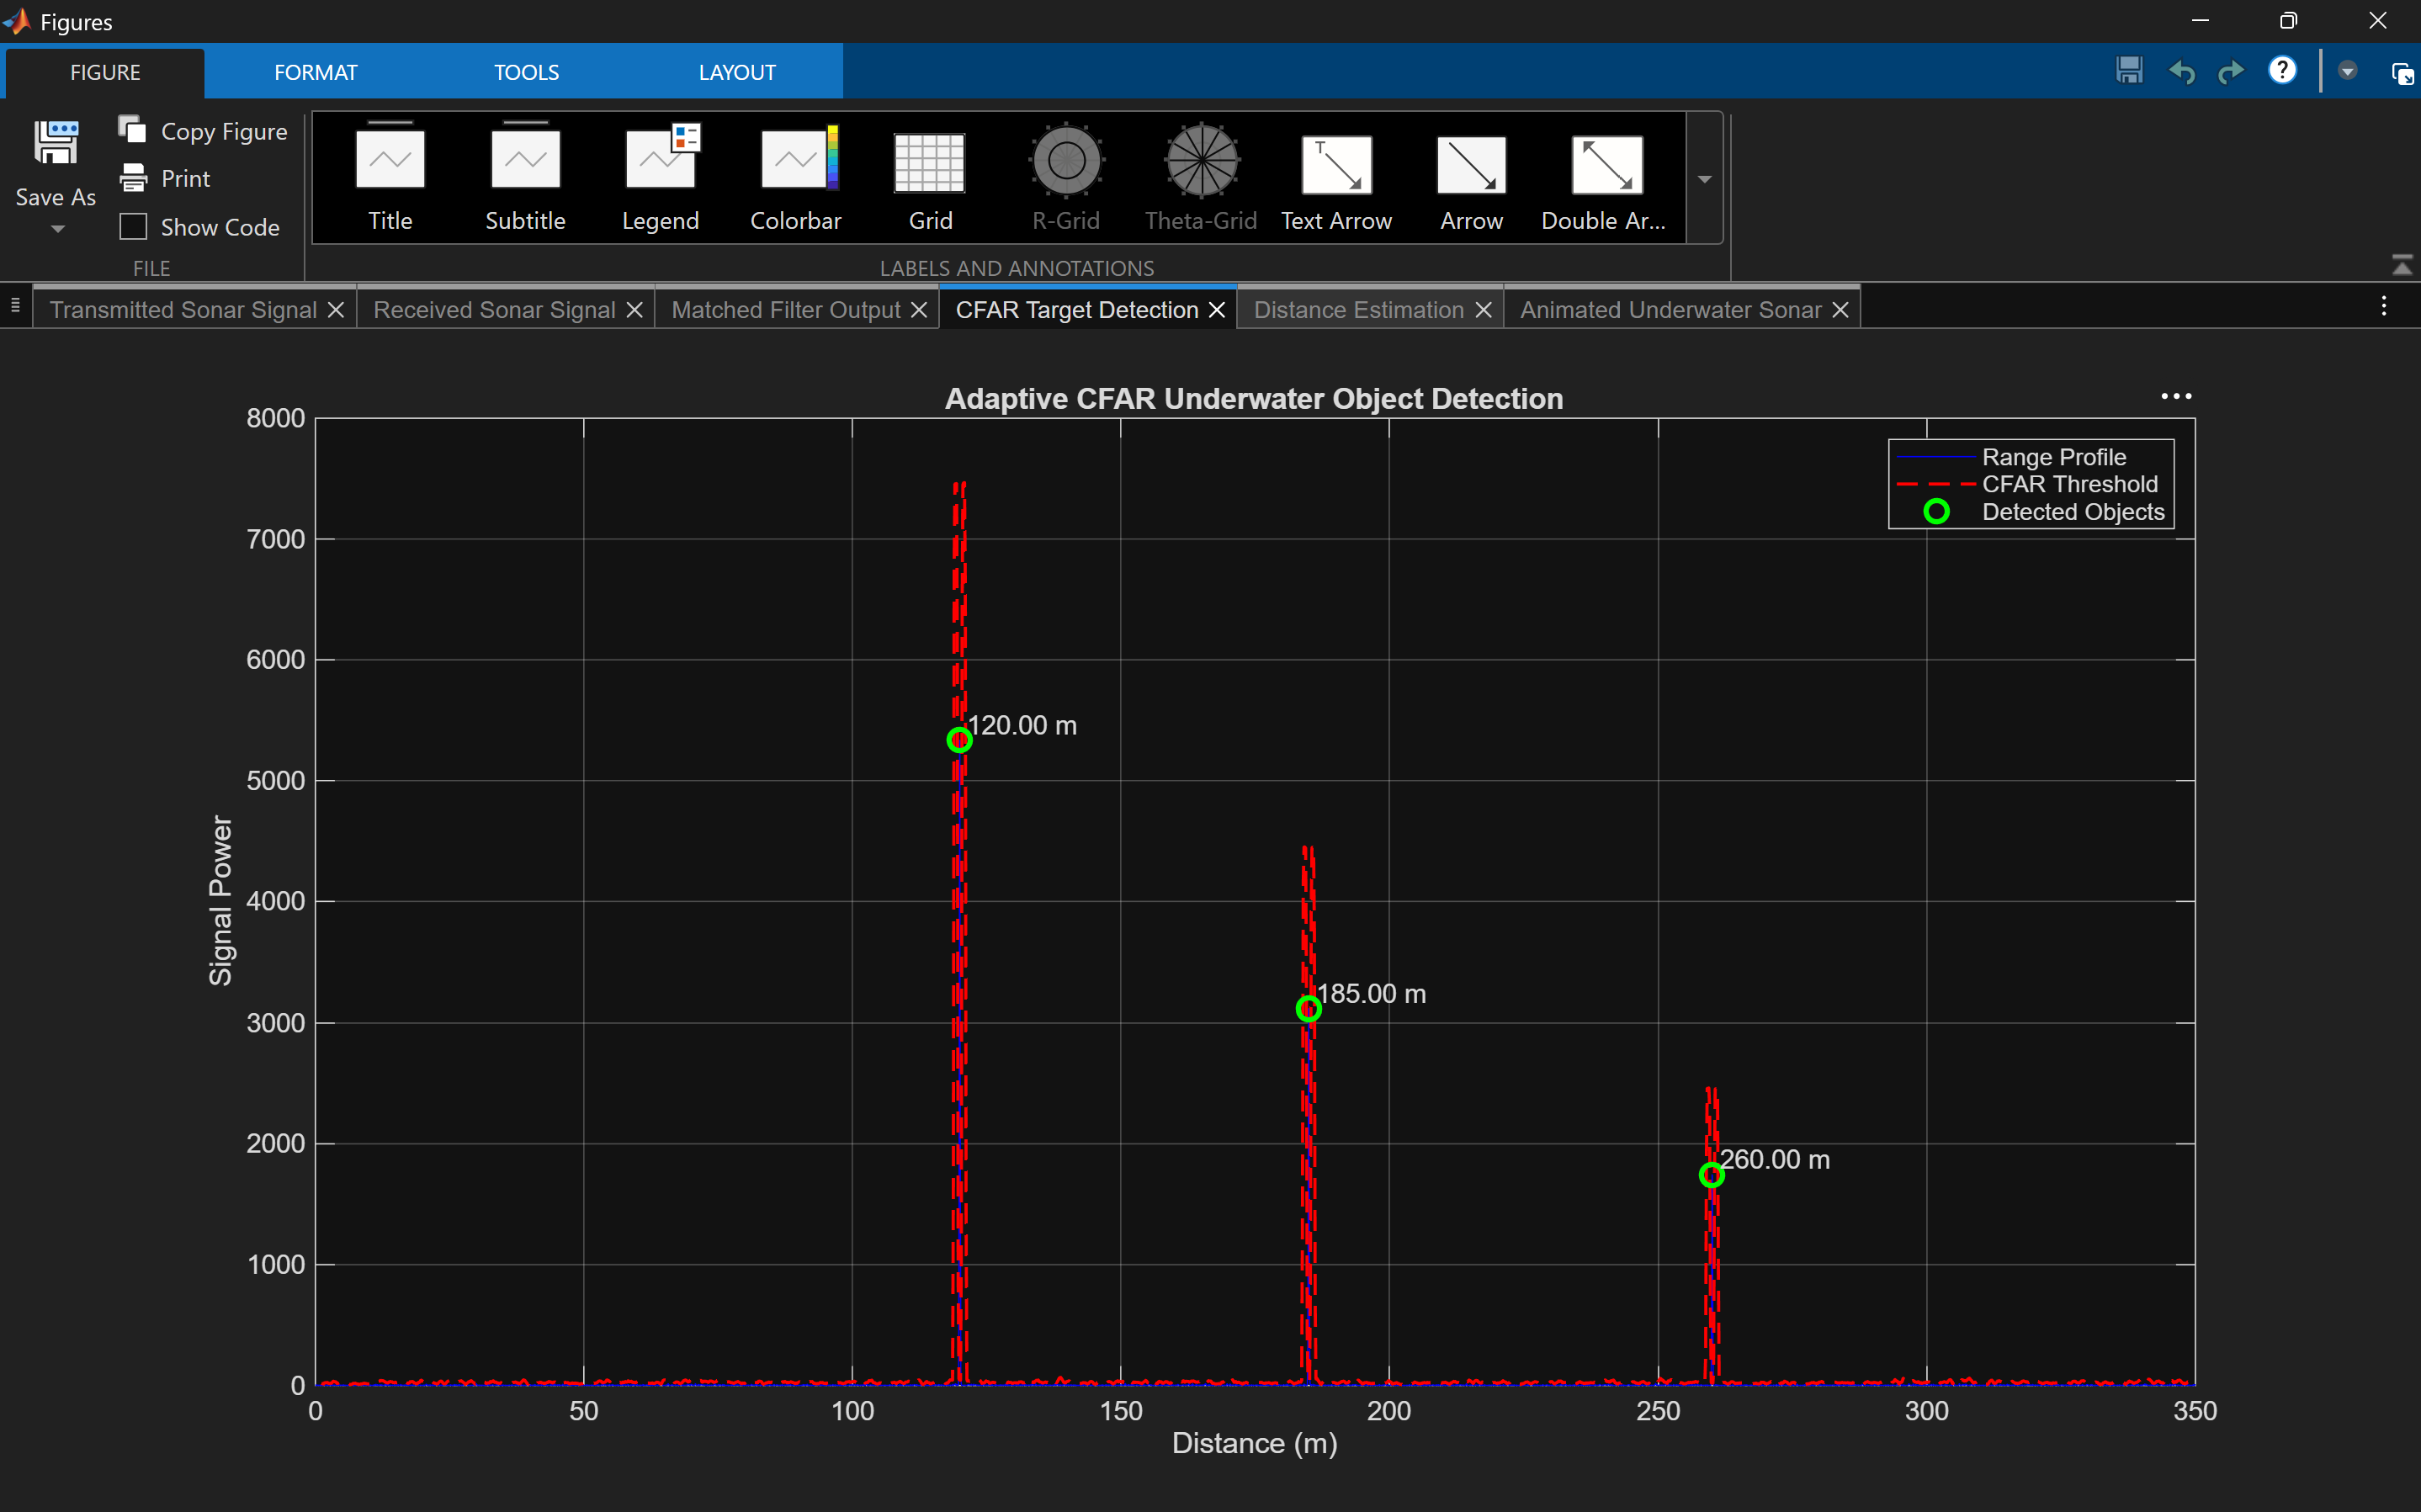 Figures
FIGURE FORMAT TOOLS LAYOUT
Save As
Copy Figure
Print
Show Code
FILE
Title Subtitle Legend Colorbar Grid R-Grid Theta-Grid Text Arrow Arrow Double Ar...
LABELS AND ANNOTATIONS
Transmitted Sonar Signal Received Sonar Signal Matched Filter Output CFAR Target Detection Distance Estimation Animated Underwater Sonar
Adaptive CFAR Underwater Object Detection
Range Profile
CFAR Threshold
Detected Objects
8000
7000
6000
5000
4000
3000
2000
1000
0
Signal Power
120.00 m
185.00 m
260.00 m
0 50 100 150 200 250 300 350
Distance (m)